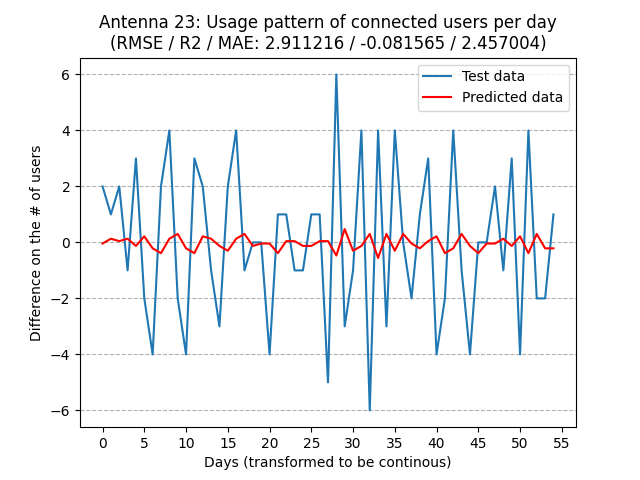 Antenna 23: Usage pattern of connected users per day
(RMSE / R2 / MAE: 2.911216 / -0.081565 / 2.457004)
Test data
Predicted data
Difference on the # of users
6
4
2
0
−2
−4
−6
0 5 10 15 20 25 30 35 40 45 50 55
Days (transformed to be continous)